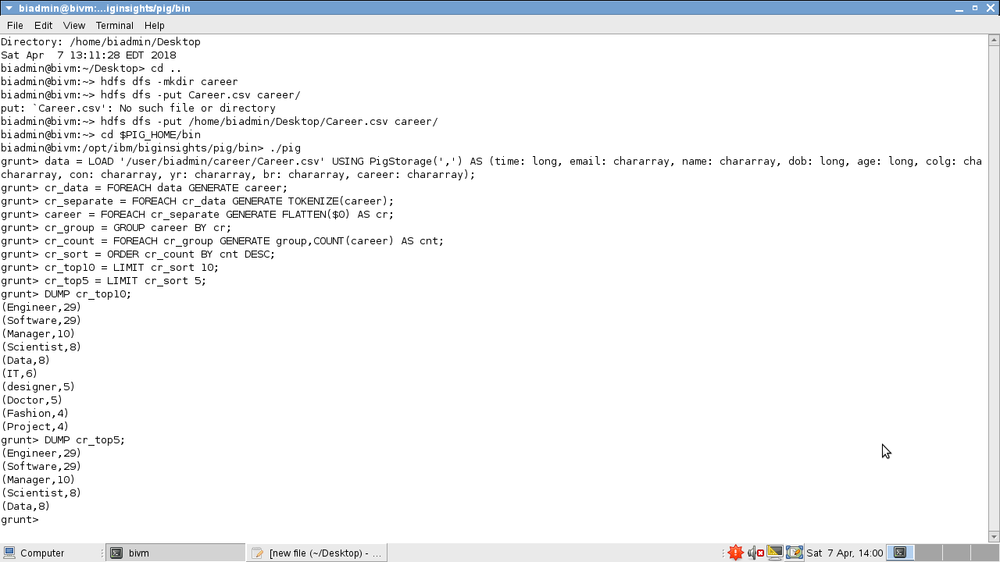 biadmin@bivm:...iginsights/pig/bin
File Edit View Terminal Help
Directory: /home/biadmin/Desktop
Sat Apr  7 13:11:28 EDT 2018
biadmin@bivm:~/Desktop> cd ..
biadmin@bivm:~> hdfs dfs -mkdir career
biadmin@bivm:~> hdfs dfs -put Career.csv career/
put: `Career.csv': No such file or directory
biadmin@bivm:~> hdfs dfs -put /home/biadmin/Desktop/Career.csv career/
biadmin@bivm:~> cd $PIG_HOME/bin
biadmin@bivm:/opt/ibm/biginsights/pig/bin> ./pig
grunt> data = LOAD '/user/biadmin/career/Career.csv' USING PigStorage(',') AS (time: long, email: chararray, name: chararray, dob: long, age: long, colg: cha
chararray, con: chararray, yr: chararray, br: chararray, career: chararray);
grunt> cr_data = FOREACH data GENERATE career;
grunt> cr_separate = FOREACH cr_data GENERATE TOKENIZE(career);
grunt> career = FOREACH cr_separate GENERATE FLATTEN($0) AS cr;
grunt> cr_group = GROUP career BY cr;
grunt> cr_count = FOREACH cr_group GENERATE group,COUNT(career) AS cnt;
grunt> cr_sort = ORDER cr_count BY cnt DESC;
grunt> cr_top10 = LIMIT cr_sort 10;
grunt> cr_top5 = LIMIT cr_sort 5;
grunt> DUMP cr_top10;
(Engineer,29)
(Software,29)
(Manager,10)
(Scientist,8)
(Data,8)
(IT,6)
(designer,5)
(Doctor,5)
(Fashion,4)
(Project,4)
grunt> DUMP cr_top5;
(Engineer,29)
(Software,29)
(Manager,10)
(Scientist,8)
(Data,8)
grunt>
Computer bivm [new file (~/Desktop) - ... Sat 7 Apr, 14:00